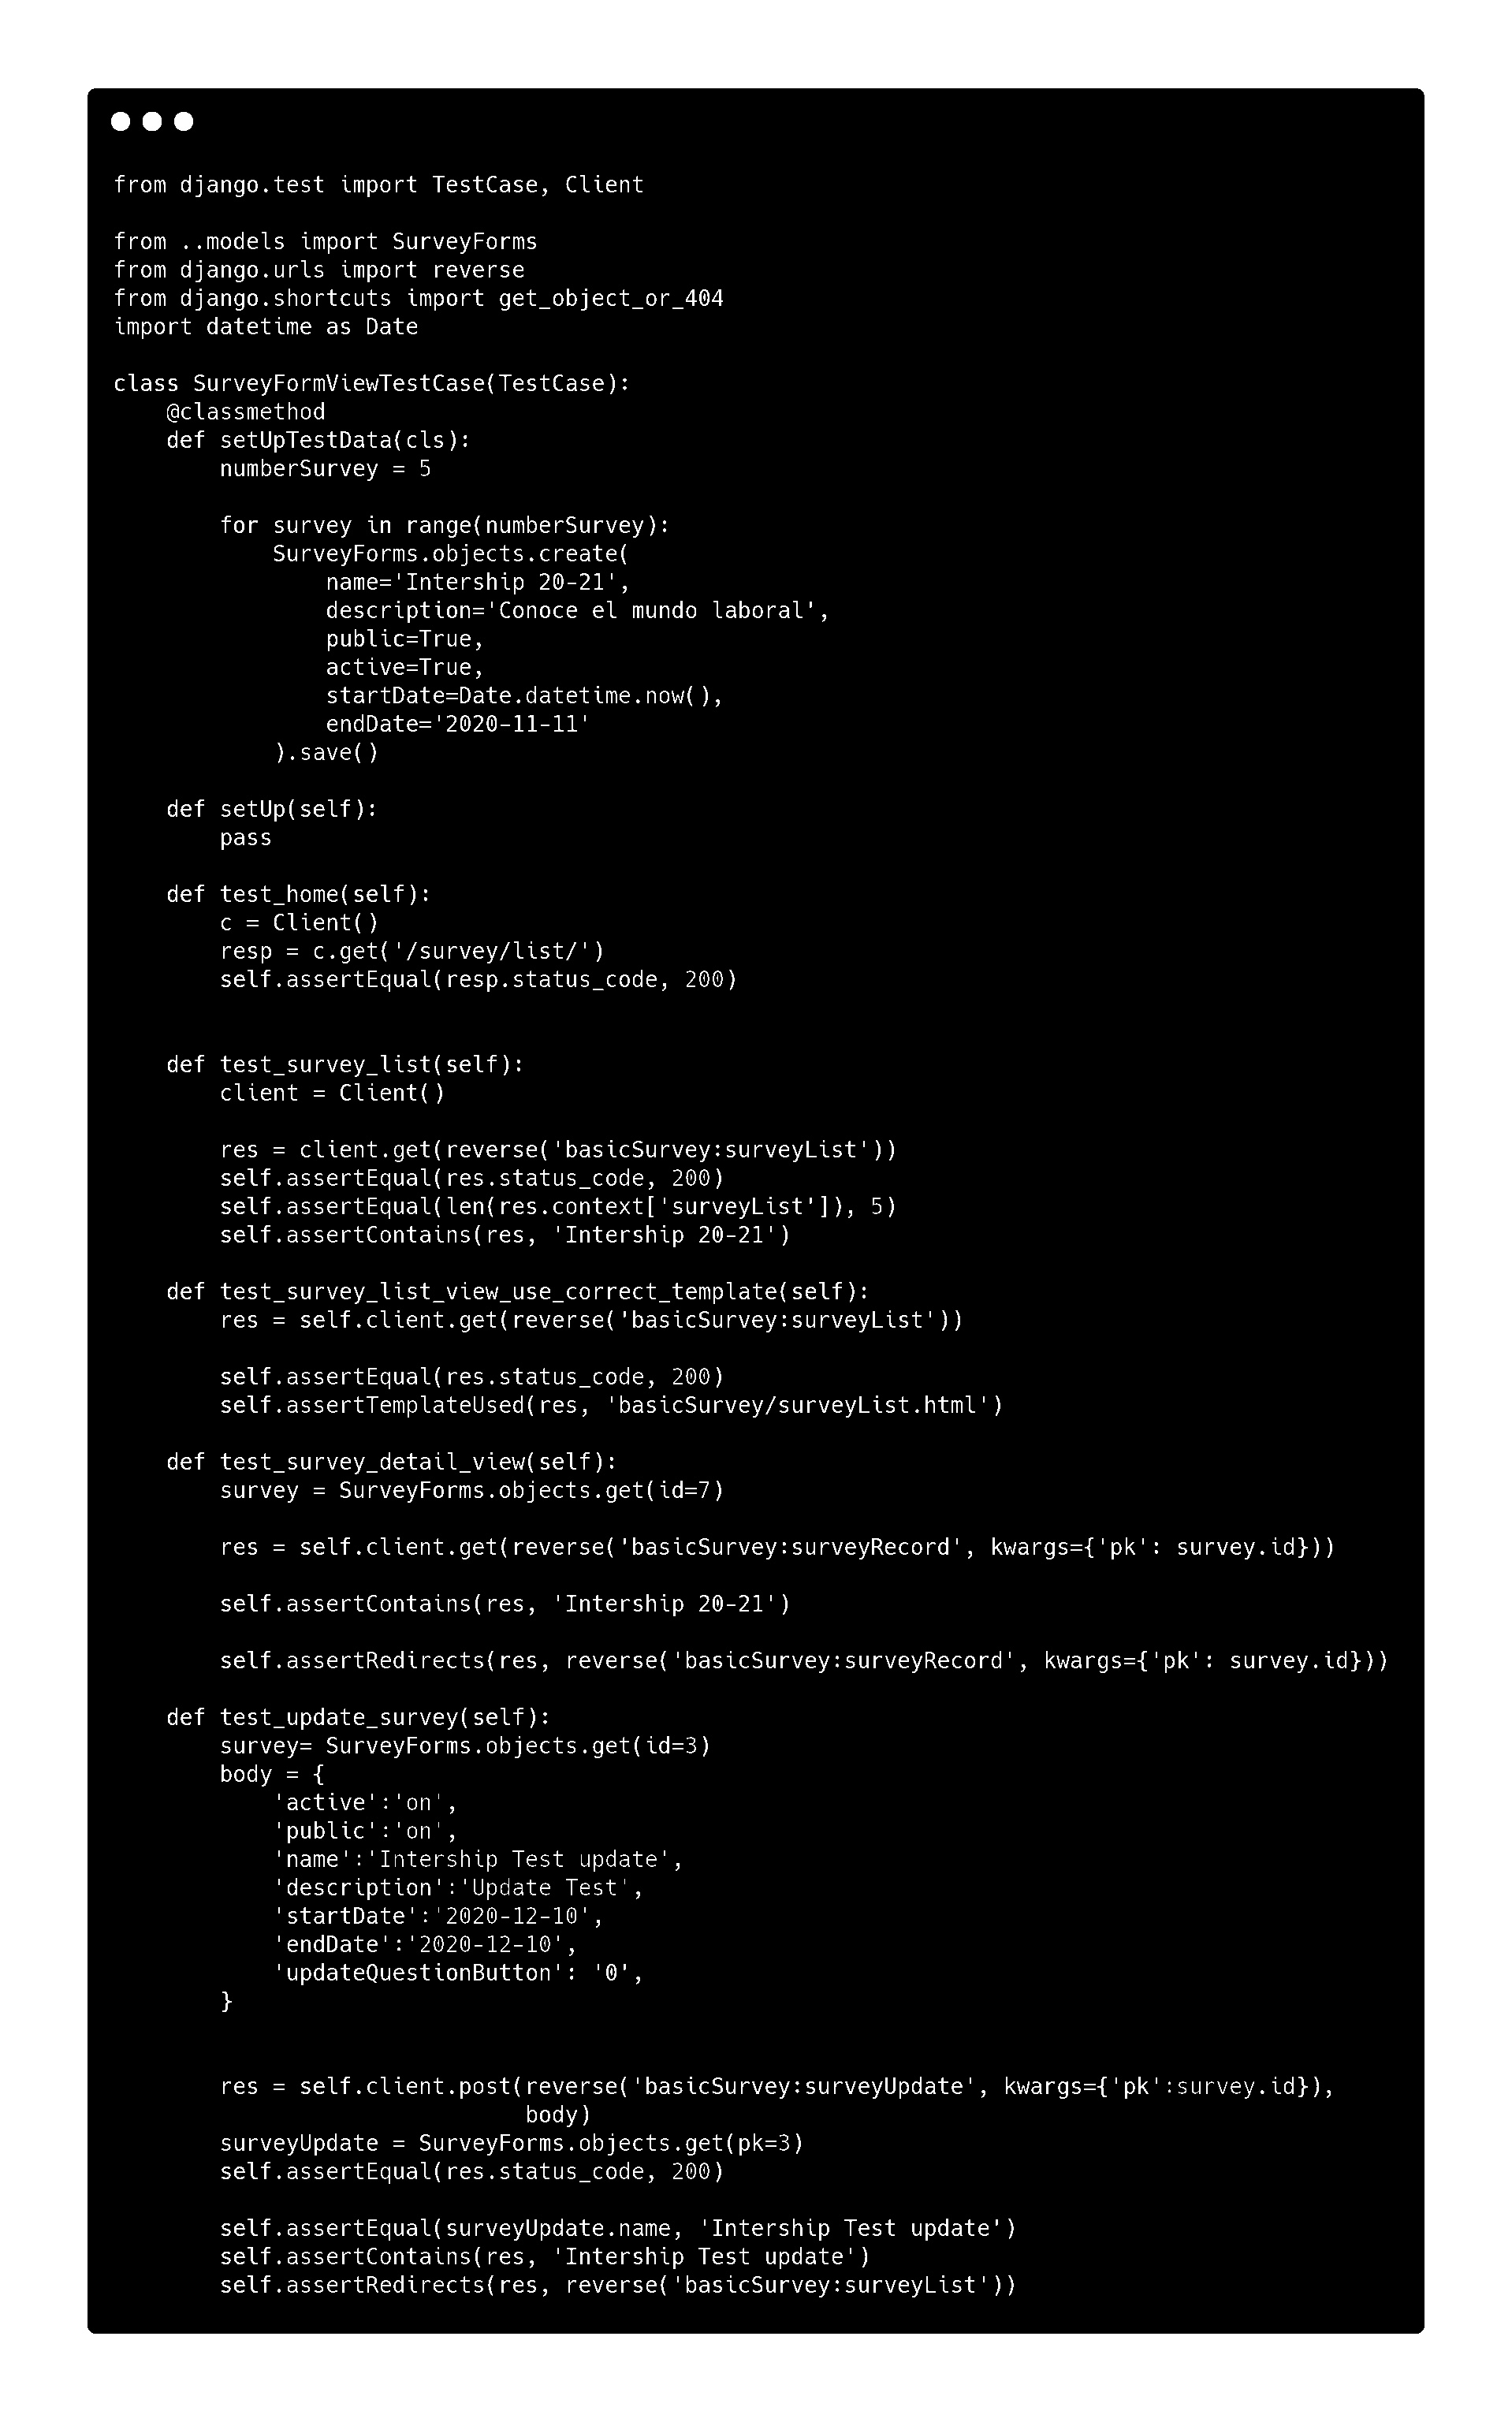 from django.test import TestCase, Client
from ..models import SurveyForms
from django.urls import reverse
from django.shortcuts import get_object_or_404
import datetime as Date
class SurveyFormViewTestCase(TestCase):
    @classmethod
    def setUpTestData(cls):
        numberSurvey = 5
        for survey in range(numberSurvey):
            SurveyForms.objects.create(
                name='Intership 20-21',
                description='Conoce el mundo laboral',
                public=True,
                active=True,
                startDate=Date.datetime.now(),
                endDate='2020-11-11'
            ).save()
    def setUp(self):
        pass
    def test_home(self):
        c = Client()
        resp = c.get('/survey/list/')
        self.assertEqual(resp.status_code, 200)
    def test_survey_list(self):
        client = Client()
        res = client.get(reverse('basicSurvey:surveyList'))
        self.assertEqual(res.status_code, 200)
        self.assertEqual(len(res.context['surveyList']), 5)
        self.assertContains(res, 'Intership 20-21')
    def test_survey_list_view_use_correct_template(self):
        res = self.client.get(reverse('basicSurvey:surveyList'))
        self.assertEqual(res.status_code, 200)
        self.assertTemplateUsed(res, 'basicSurvey/surveyList.html')
    def test_survey_detail_view(self):
        survey = SurveyForms.objects.get(id=7)
        res = self.client.get(reverse('basicSurvey:surveyRecord', kwargs={'pk': survey.id}))
        self.assertContains(res, 'Intership 20-21')
        self.assertRedirects(res, reverse('basicSurvey:surveyRecord', kwargs={'pk': survey.id}))
    def test_update_survey(self):
        survey= SurveyForms.objects.get(id=3)
        body = {
            'active':'on',
            'public':'on',
            'name':'Intership Test update',
            'description':'Update Test',
            'startDate':'2020-12-10',
            'endDate':'2020-12-10',
            'updateQuestionButton': '0',
        }
        res = self.client.post(reverse('basicSurvey:surveyUpdate', kwargs={'pk':survey.id}),
                               body)
        surveyUpdate = SurveyForms.objects.get(pk=3)
        self.assertEqual(res.status_code, 200)
        self.assertEqual(surveyUpdate.name, 'Intership Test update')
        self.assertContains(res, 'Intership Test update')
        self.assertRedirects(res, reverse('basicSurvey:surveyList'))